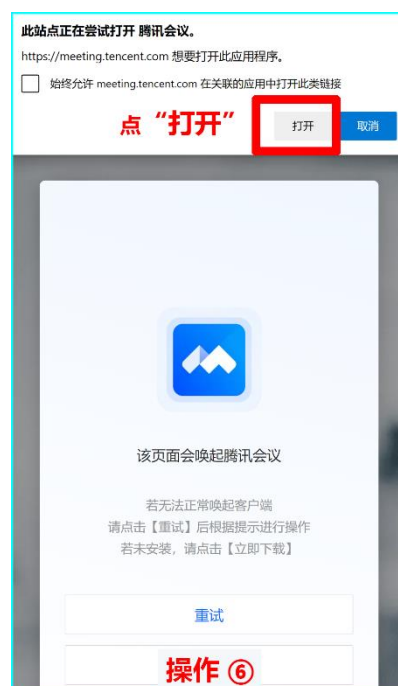 此站点正在尝试打开 腾讯会议。
https://meeting.tencent.com 想要打开此应用程序。
始终允许 meeting.tencent.com 在关联的应用中打开此类链接
点“打开”
打开 取消
该页面会唤起腾讯会议
若无法正常唤起客户端
请点击【重试】后根据提示进行操作
若未安装，请点击【立即下载】
重试
操作 ⑥